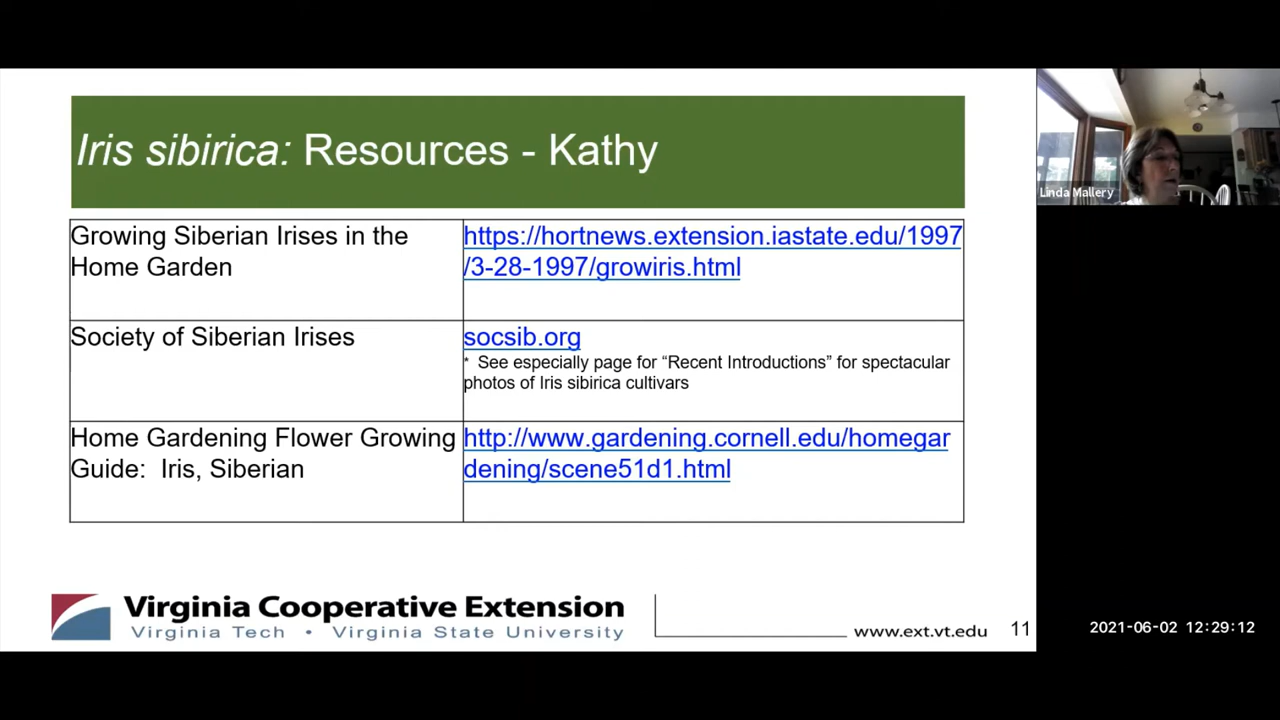 Iris sibirica: Resources - Kathy
Growing Siberian Irises in the
Home Garden
https://hortnews.extension.iastate.edu/1997
/3-28-1997/growiris.html
Society of Siberian Irises
socsib.org
* See especially page for “Recent Introductions” for spectacular
photos of Iris sibirica cultivars
Home Gardening Flower Growing
Guide: Iris, Siberian
http://www.gardening.cornell.edu/homegar
dening/scene51d1.html
Virginia Cooperative Extension
Virginia Tech • Virginia State University
www.ext.vt.edu
11
Linda Mallery
2021-06-02 12:29:12